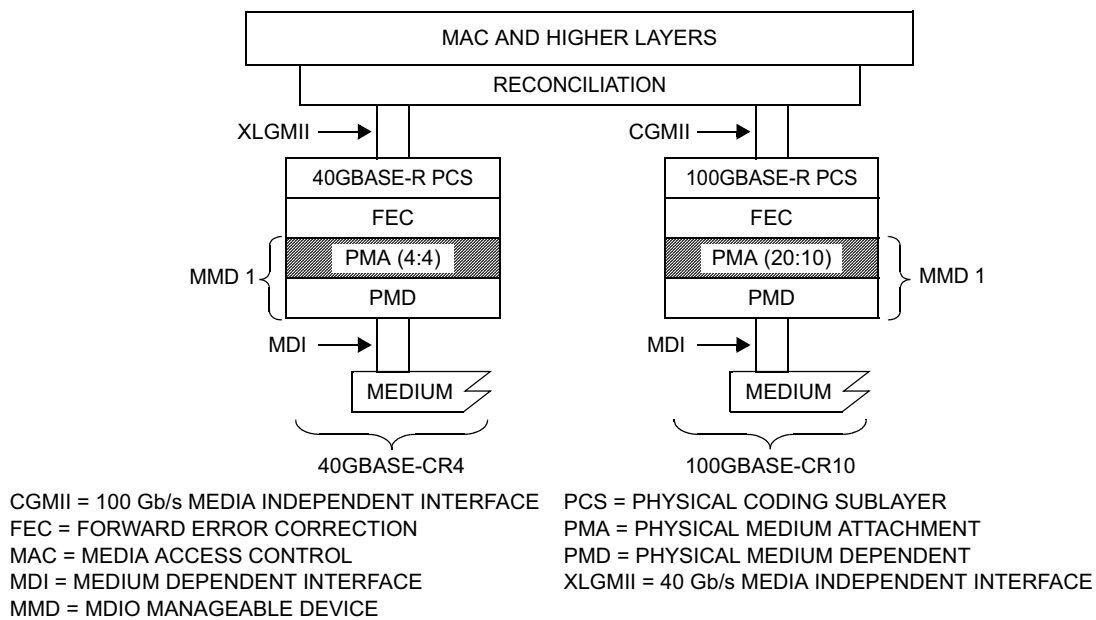 MAC AND HIGHER LAYERS
RECONCILIATION
XLGMII
CGMII
40GBASE-R PCS
100GBASE-R PCS
FEC
FEC
PMA (4:4)
PMA (20:10)
MMD 1
MMD 1
PMD
PMD
MDI
MDI
MEDIUM
MEDIUM
40GBASE-CR4
100GBASE-CR10
CGMII = 100 Gb/s MEDIA INDEPENDENT INTERFACE
FEC = FORWARD ERROR CORRECTION
MAC = MEDIA ACCESS CONTROL
MDI = MEDIUM DEPENDENT INTERFACE
MMD = MDIO MANAGEABLE DEVICE
PCS = PHYSICAL CODING SUBLAYER
PMA = PHYSICAL MEDIUM ATTACHMENT
PMD = PHYSICAL MEDIUM DEPENDENT
XLGMII = 40 Gb/s MEDIA INDEPENDENT INTERFACE